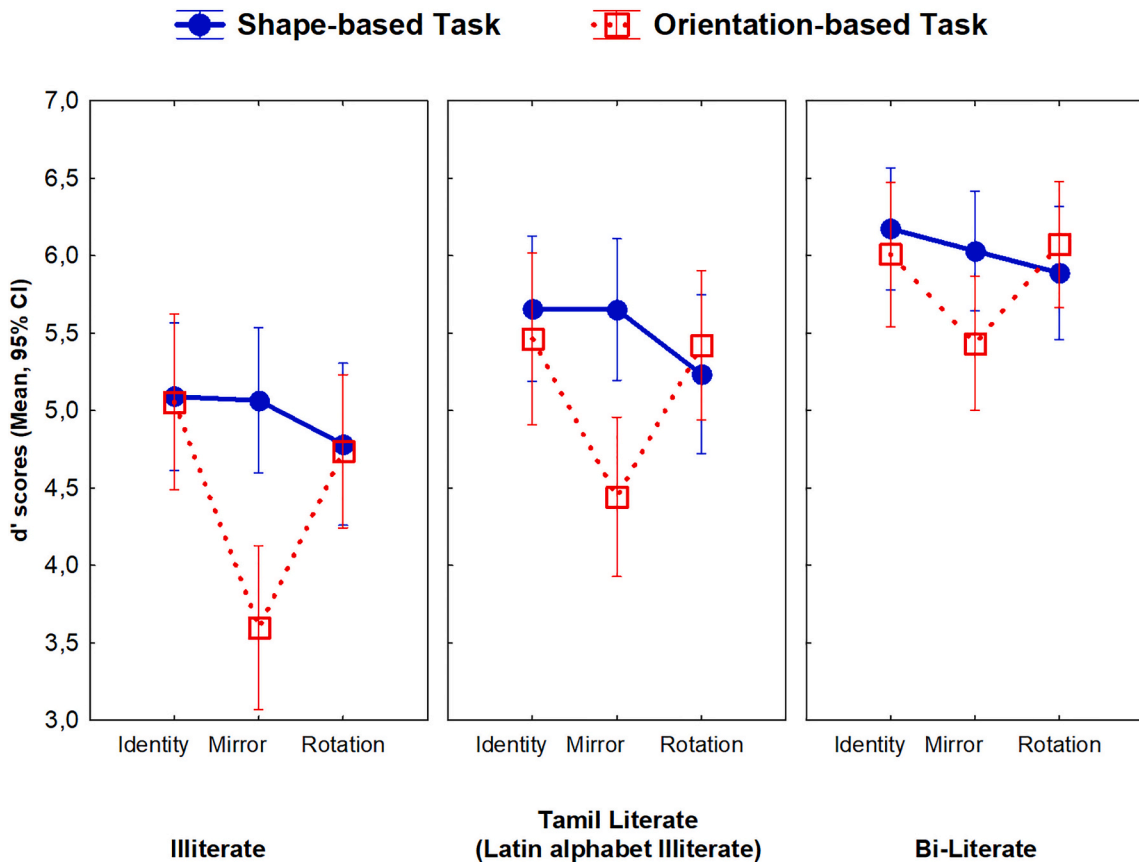 Shape-based Task Orientation-based Task
d' scores (Mean, 95% CI)
7,0
6,5
6,0
5,5
5,0
4,5
4,0
3,5
3,0
Identity Mirror Rotation Identity Mirror Rotation Identity Mirror Rotation
Illiterate
Tamil Literate
(Latin alphabet Illiterate)
Bi-Literate